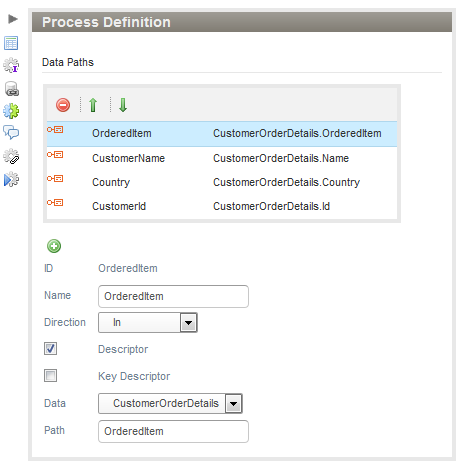 Process Definition
Data Paths
OrderedItem CustomerOrderDetails.OrderedItem
CustomerName CustomerOrderDetails.Name
Country CustomerOrderDetails.Country
CustomerId CustomerOrderDetails.Id
ID OrderedItem
Name OrderedItem
Direction In
Descriptor
Key Descriptor
Data CustomerOrderDetails
Path OrderedItem